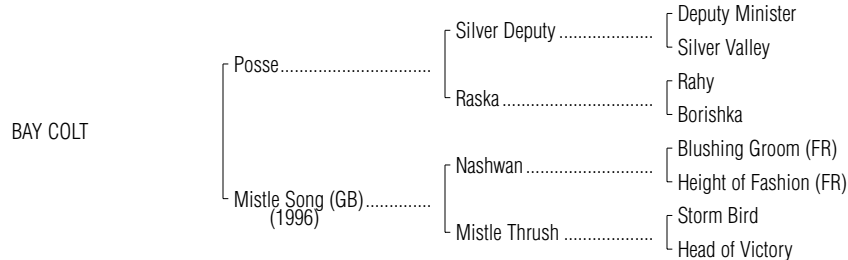 Deputy Minister
Silver Deputy ....................
Silver Valley
Posse................................
Rahy
Raska ................................
Borishka
BAY COLT
Blushing Groom (FR)
Nashwan ...........................
Height of Fashion (FR)
Mistle Song (GB)..............
(1996)
Storm Bird
Mistle Thrush ...................
Head of Victory